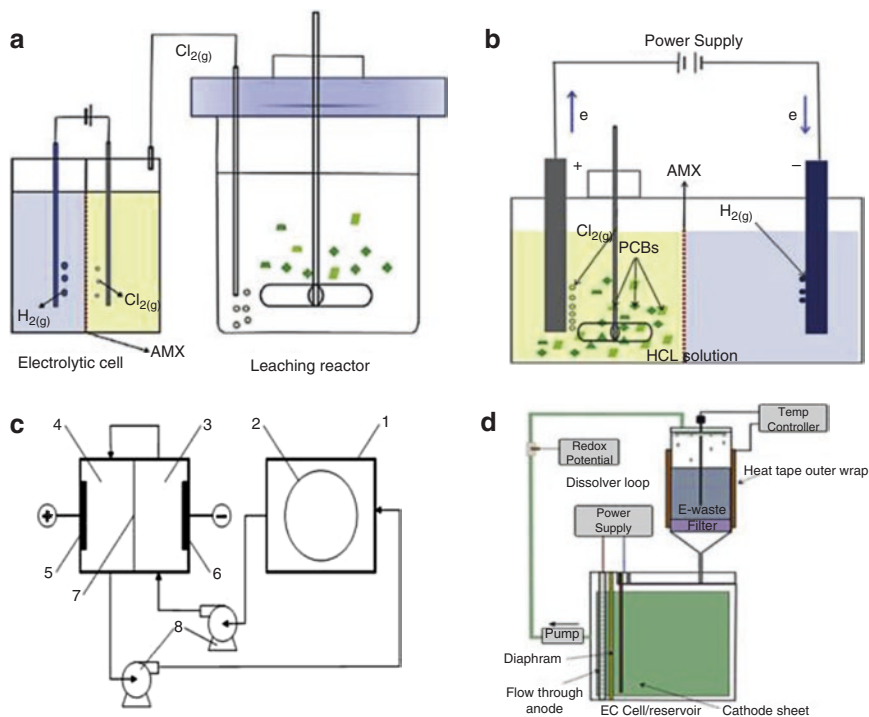 a
Cl2(g)
H2(g)
Cl2(g)
AMX
Electrolytic cell
Leaching reactor
b
Power Supply
e
e
+
−
AMX
H2(g)
Cl2(g)
PCBs
HCL solution
c
4
3
2
1
+
−
5
7
6
8
d
Temp
Controller
Redox
Potential
Dissolver loop
Heat tape outer wrap
E-waste
Filter
Power
Supply
Pump
Diaphram
Flow through
anode
EC Cell/reservoir
Cathode sheet